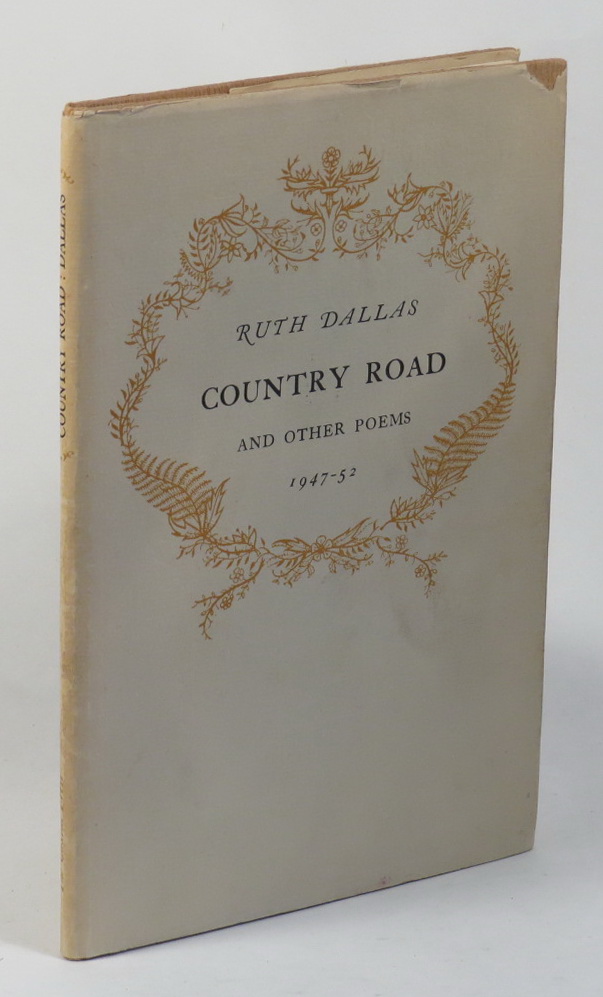 RUTH DALLAS
COUNTRY ROAD
AND OTHER POEMS
1947-52
COUNTRY ROAD · DALLAS